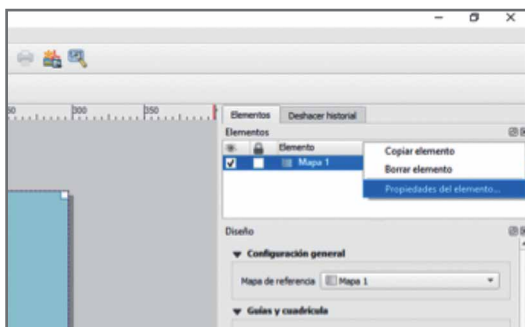 300 350
Elementos Deshacer historial
Elementos
Elemento
Mapa 1
Copiar elemento
Borrar elemento
Propiedades del elemento...
Diseño
Configuración general
Mapa de referencia Mapa 1
Guías y cuadrícula